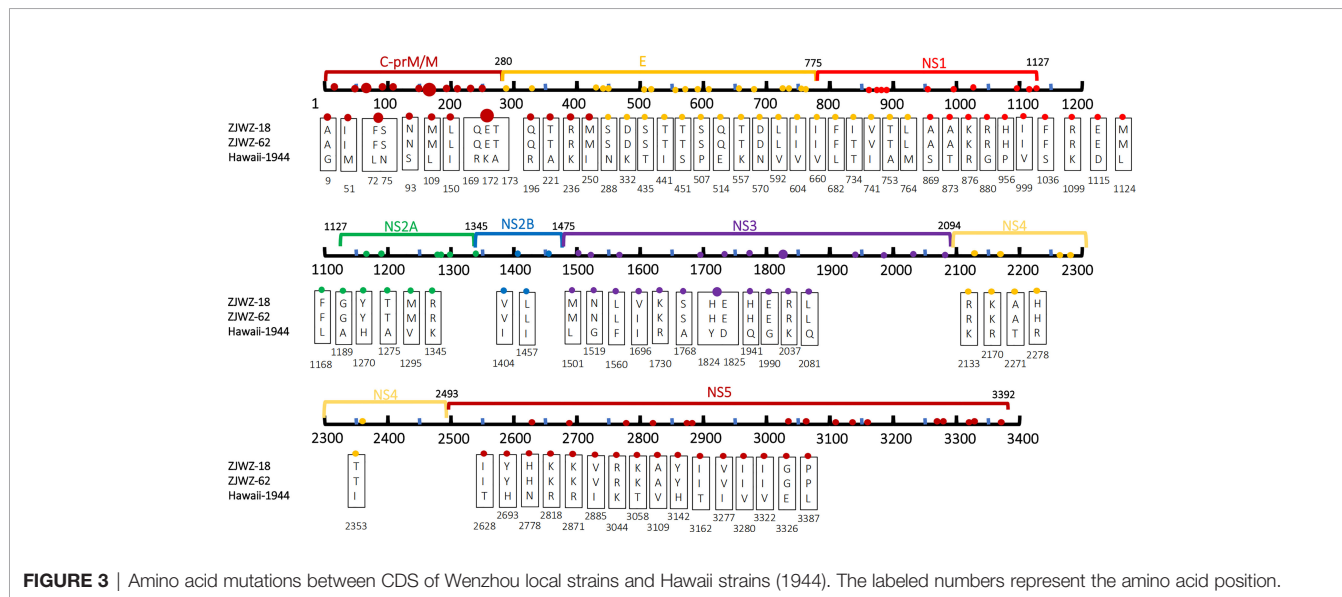 C-prM/M 280 E 775 NS1 1127
1 100 200 300 400 500 600 700 800 900 1000 1100 1200
ZJWZ-18 A I F S N M L Q E T Q T R M S D S T T S Q T D L I I F I V T L A A K R H I F R E M
ZJWZ-62 A I F S N M L Q E T Q T R M S D S T T S Q T D L I I F I V T L A A K R H I F R E M
Hawaii-1944 G M L N S L I R K A R A K I N K T I S P E K N V V V L T I A M S T R G P V S K D L
9 51 72 75 93 109 150 169 172 173 196 221 236 250 288 332 435 441 451 507 514 557 570 592 604 660 682 734 741 753 764 869 873 876 880 956 999 1036 1099 1115 1124
1127 NS2A 1345 NS2B 1475 NS3 2094 NS4
1100 1200 1300 1400 1500 1600 1700 1800 1900 2000 2100 2200 2300
ZJWZ-18 F G Y T M R V L M N L V K S H E H E R L R K A H
ZJWZ-62 F G Y T M R V L M N L I K S H E H E R L R K A H
Hawaii-1944 L A H A V K I I L G F I R A Y D Q G K Q K R T R
1168 1189 1270 1275 1295 1345 1404 1457 1501 1519 1560 1696 1730 1768 1824 1825 1941 1990 2037 2081 2133 2170 2271 2278
NS4 2493 NS5 3392
2300 2400 2500 2600 2700 2800 2900 3000 3100 3200 3300 3400
ZJWZ-18 T I Y H K K V R K A Y I V I I G P
ZJWZ-62 T I Y H K K V R K A Y I V I I G P
Hawaii-1944 I T H N R R I K T V H T I V V E L
2353 2628 2693 2778 2818 2871 2885 3044 3058 3109 3142 3162 3277 3280 3322 3326 3387
FIGURE 3 | Amino acid mutations between CDS of Wenzhou local strains and Hawaii strains (1944). The labeled numbers represent the amino acid position.